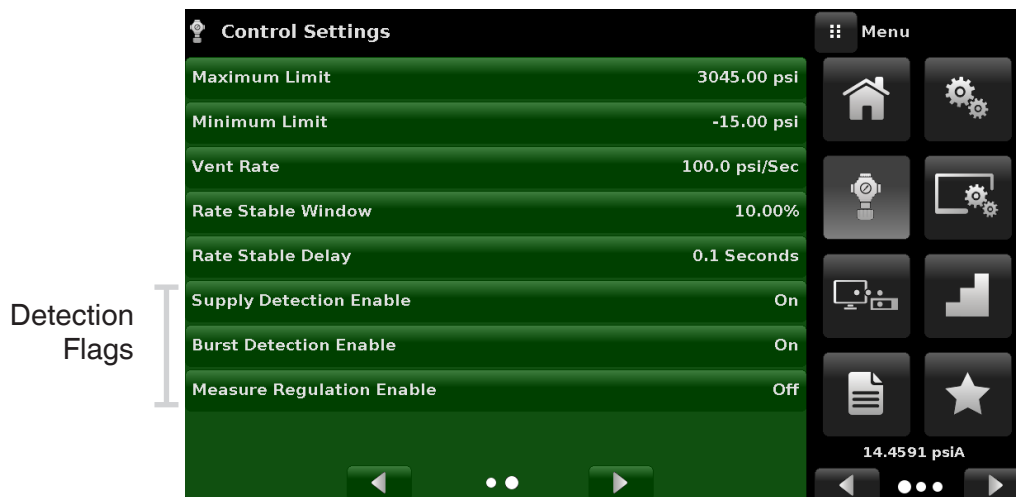 Control Settings
Menu
Maximum Limit 3045.00 psi
Minimum Limit -15.00 psi
Vent Rate 100.0 psi/Sec
Rate Stable Window 10.00%
Rate Stable Delay 0.1 Seconds
Supply Detection Enable On
Burst Detection Enable On
Measure Regulation Enable Off
Detection
Flags
14.4591 psiA